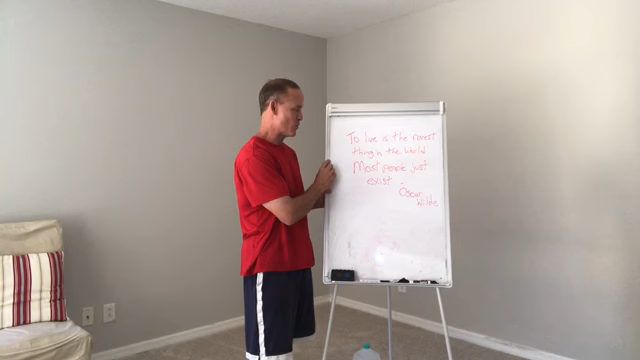 To live is the rarest
thing in the world
Most people just
exist -
Oscar
Wilde